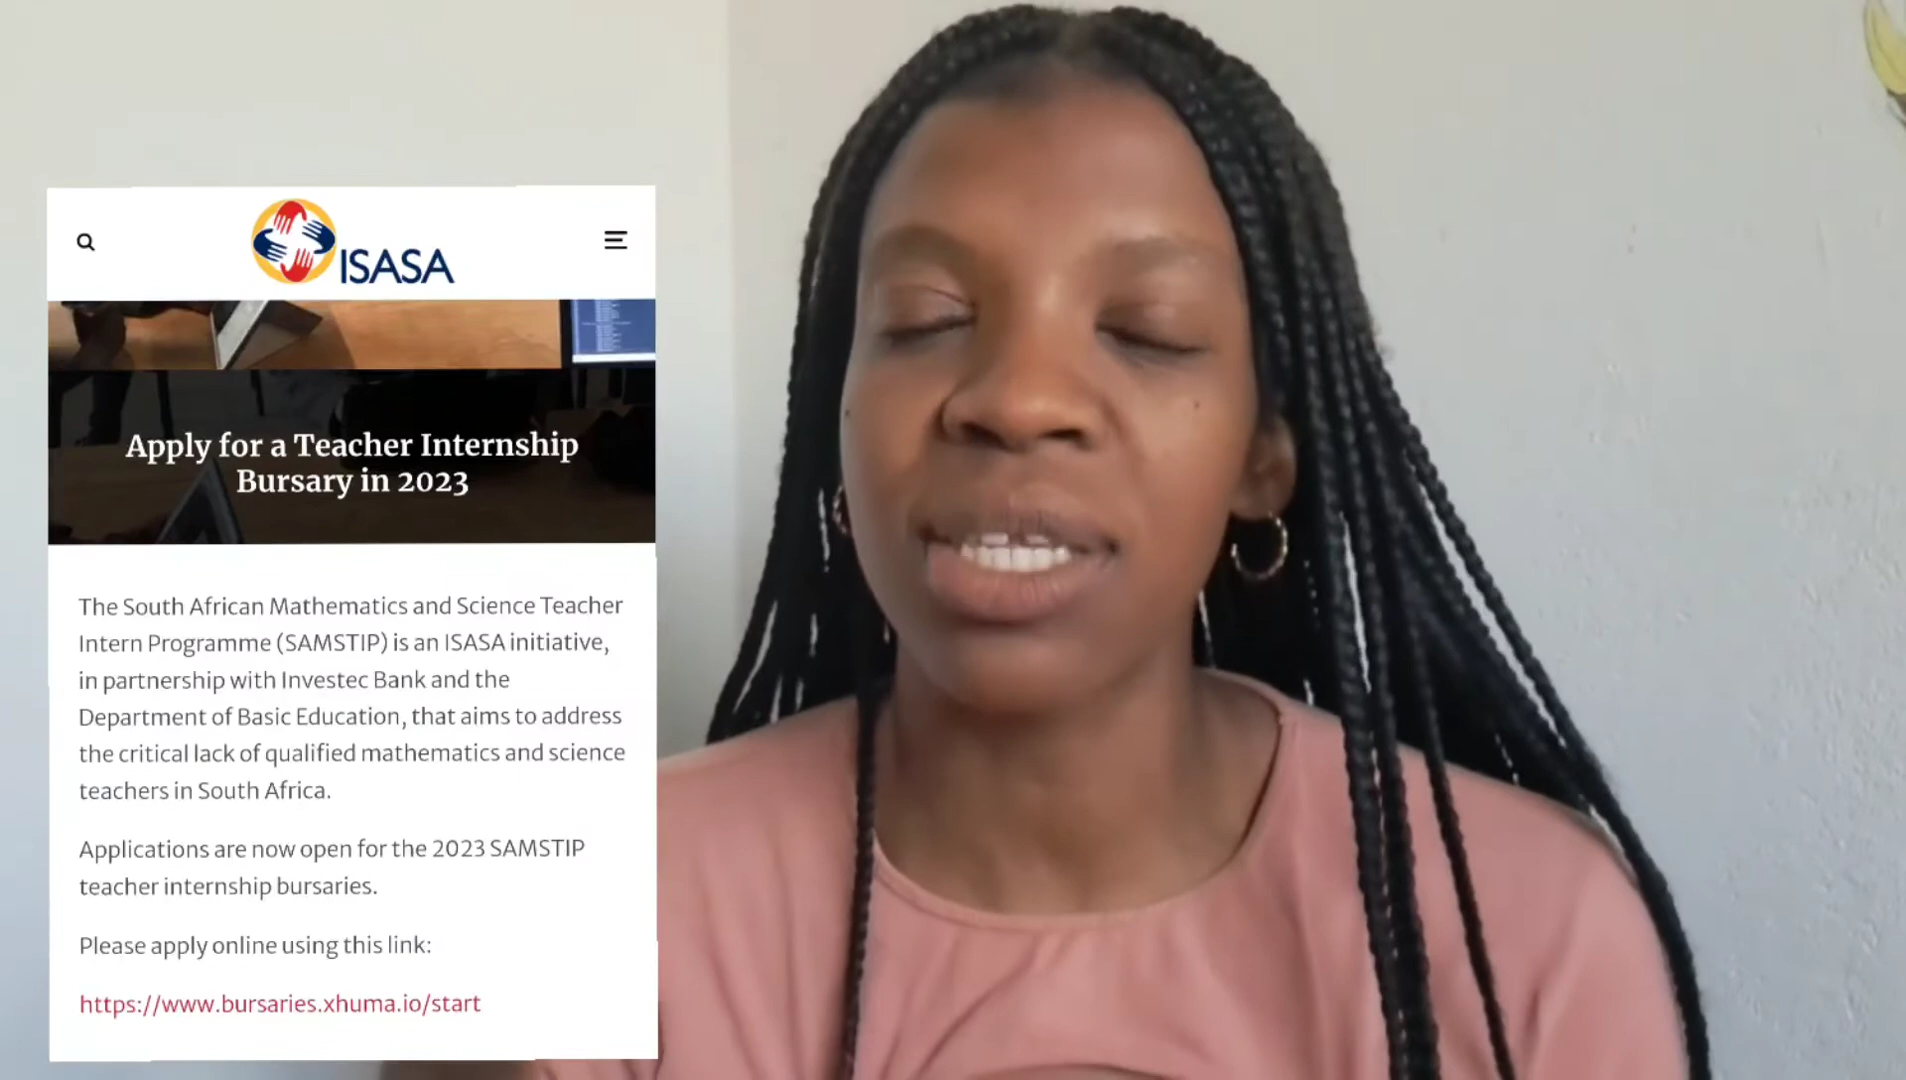 ISASA
Apply for a Teacher Internship
Bursary in 2023
The South African Mathematics and Science Teacher
Intern Programme (SAMSTIP) is an ISASA initiative,
in partnership with Investec Bank and the
Department of Basic Education, that aims to address
the critical lack of qualified mathematics and science
teachers in South Africa.
Applications are now open for the 2023 SAMSTIP
teacher internship bursaries.
Please apply online using this link:
https://www.bursaries.xhuma.io/start